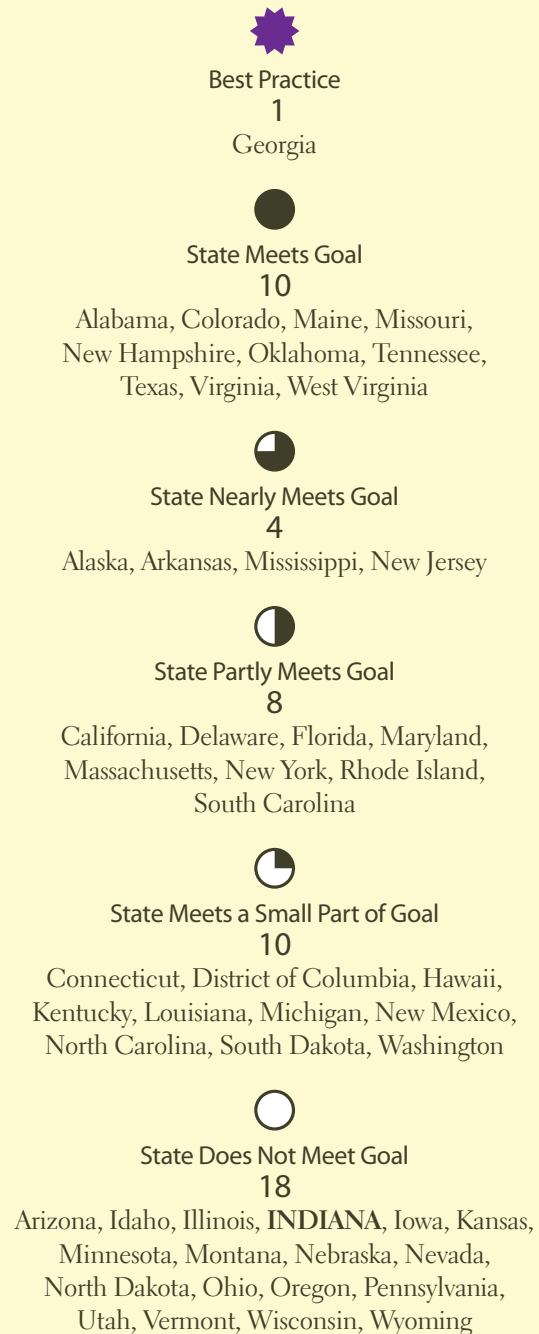 Best Practice
1
Georgia
State Meets Goal
10
Alabama, Colorado, Maine, Missouri,
New Hampshire, Oklahoma, Tennessee,
Texas, Virginia, West Virginia
State Nearly Meets Goal
4
Alaska, Arkansas, Mississippi, New Jersey
State Partly Meets Goal
8
California, Delaware, Florida, Maryland,
Massachusetts, New York, Rhode Island,
South Carolina
State Meets a Small Part of Goal
10
Connecticut, District of Columbia, Hawaii,
Kentucky, Louisiana, Michigan, New Mexico,
North Carolina, South Dakota, Washington
State Does Not Meet Goal
18
Arizona, Idaho, Illinois, INDIANA, Iowa, Kansas,
Minnesota, Montana, Nebraska, Nevada,
North Dakota, Ohio, Oregon, Pennsylvania,
Utah, Vermont, Wisconsin, Wyoming